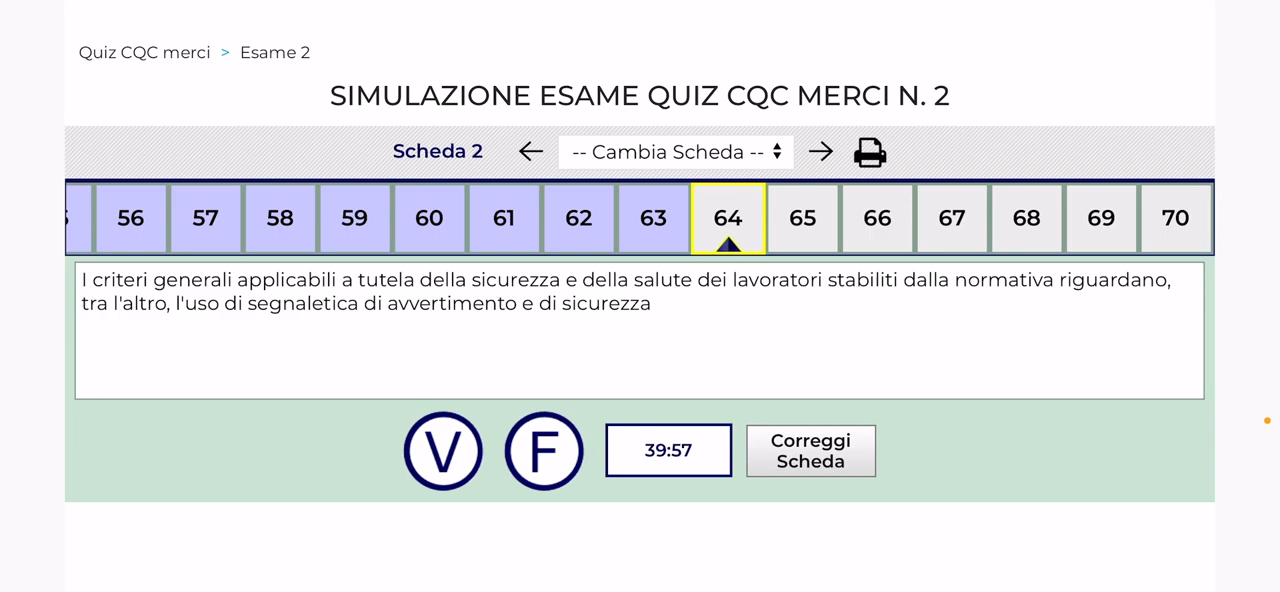 Quiz CQC merci > Esame 2
SIMULAZIONE ESAME QUIZ CQC MERCI N. 2
Scheda 2 ← -- Cambia Scheda -- →
56 57 58 59 60 61 62 63 64 65 66 67 68 69 70
I criteri generali applicabili a tutela della sicurezza e della salute dei lavoratori stabiliti dalla normativa riguardano,
tra l'altro, l'uso di segnaletica di avvertimento e di sicurezza
V F 39:57 Correggi
Scheda